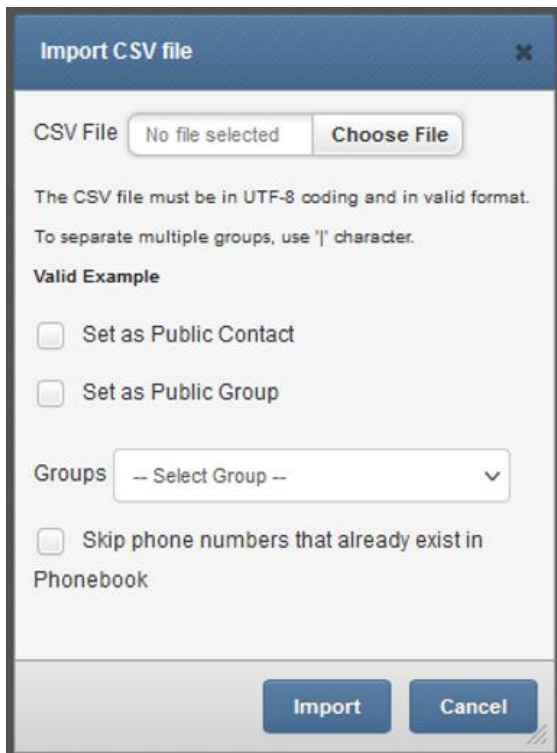 Import CSV file
CSV File No file selected Choose File
The CSV file must be in UTF-8 coding and in valid format.
To separate multiple groups, use '|' character.
Valid Example
Set as Public Contact
Set as Public Group
Groups -- Select Group --
Skip phone numbers that already exist in
Phonebook
Import Cancel